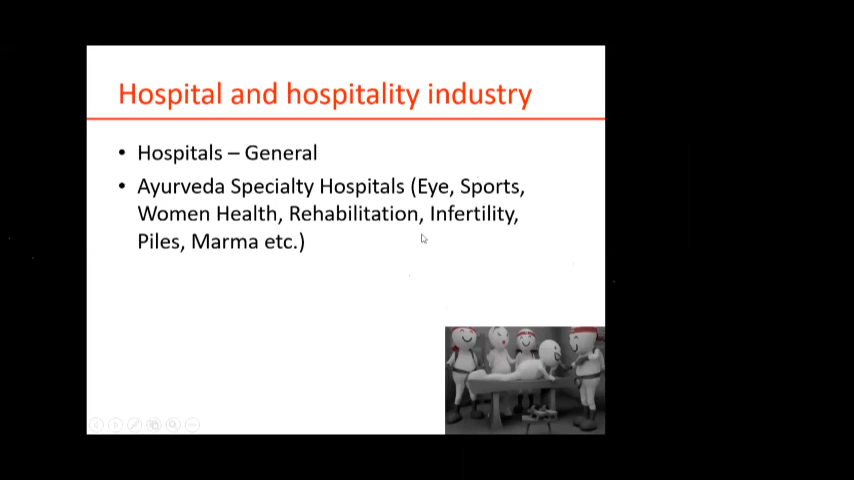 Hospital and hospitality industry
• Hospitals – General
• Ayurveda Specialty Hospitals (Eye, Sports,
Women Health, Rehabilitation, Infertility,
Piles, Marma etc.)